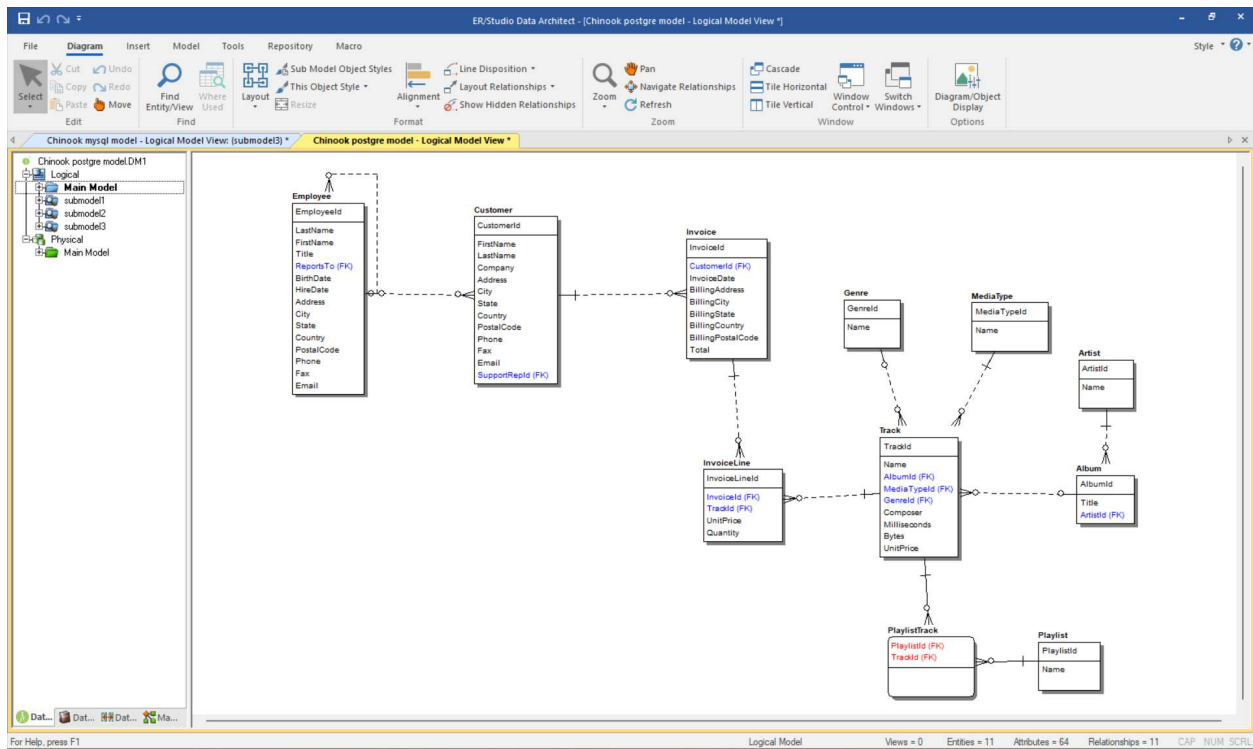 ER/Studio Data Architect - [Chinook postgre model - Logical Model View *]
File Diagram Insert Model Tools Repository Macro Style
Select
Cut
Copy
Paste
Undo
Redo
Move
Edit
Find Entity/View
Where Used
Find
Layout
Sub Model Object Styles
This Object Style
Resize
Alignment
Line Disposition
Layout Relationships
Show Hidden Relationships
Format
Zoom
Pan
Navigate Relationships
Refresh
Zoom
Cascade
Tile Horizontal
Tile Vertical
Window Control
Switch Windows
Window
Diagram/Object Display
Options
Chinook mysql model - Logical Model View: (submodel3) *
Chinook postgre model - Logical Model View *
Chinook postgre model.DM1
Logical
Main Model
submodel1
submodel2
submodel3
Physical
Main Model
Employee
EmployeeId
LastName
FirstName
Title
ReportsTo (FK)
BirthDate
HireDate
Address
City
State
Country
PostalCode
Phone
Fax
Email
Customer
CustomerId
FirstName
LastName
Company
Address
City
State
Country
PostalCode
Phone
Fax
Email
SupportRepId (FK)
Invoice
InvoiceId
CustomerId (FK)
InvoiceDate
BillingAddress
BillingCity
BillingState
BillingCountry
BillingPostalCode
Total
Genre
GenreId
Name
MediaType
MediaTypeId
Name
Artist
ArtistId
Name
InvoiceLine
InvoiceLineId
InvoiceId (FK)
TrackId (FK)
UnitPrice
Quantity
Track
TrackId
Name
AlbumId (FK)
MediaTypeId (FK)
GenreId (FK)
Composer
Milliseconds
Bytes
UnitPrice
Album
AlbumId
Title
ArtistId (FK)
PlaylistTrack
PlaylistId (FK)
TrackId (FK)
Playlist
PlaylistId
Name
Dat... Dat... Dat... Ma...
For Help, press F1
Logical Model Views = 0 Entities = 11 Attributes = 64 Relationships = 11 CAP NUM SCRL